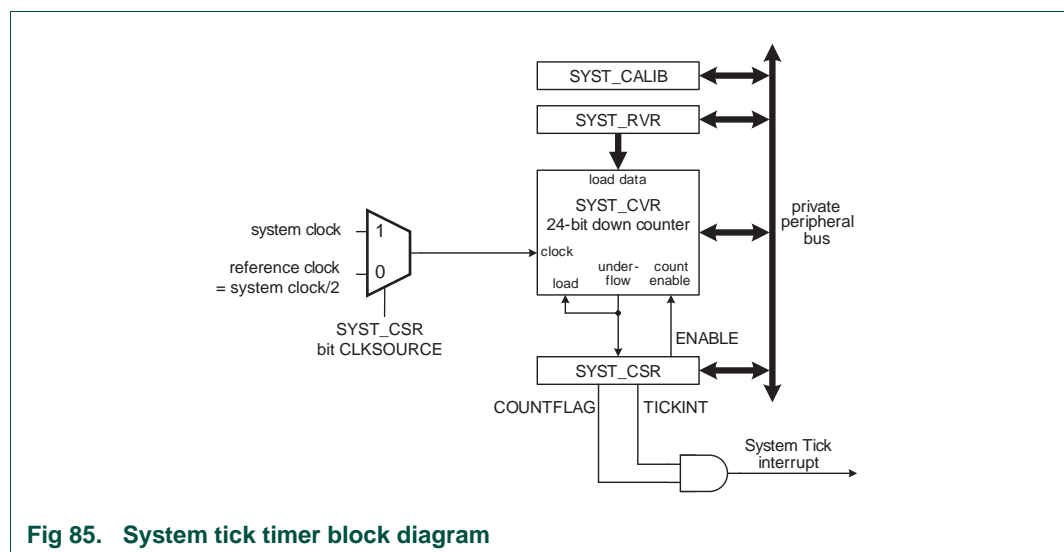 SYST_CALIB
SYST_RVR
load data
SYST_CVR
24-bit down counter
private
peripheral
bus
system clock
1
clock
reference clock
= system clock/2
0
under-
flow
count
enable
load
SYST_CSR
bit CLKSOURCE
ENABLE
SYST_CSR
COUNTFLAG
TICKINT
System Tick
interrupt
Fig 85. System tick timer block diagram